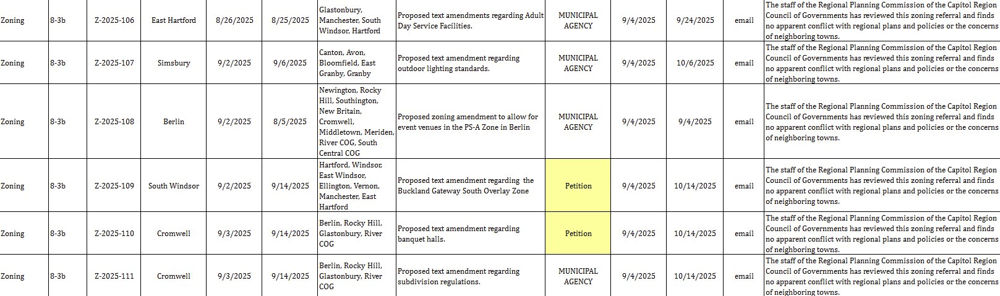 Zoning 8-3b Z-2025-106 East Hartford 8/26/2025 8/25/2025
Glastonbury,
Manchester, South
Windsor, Hartford
Proposed text amendments regarding Adult
Day Service Facilities.
MUNICIPAL
AGENCY
9/4/2025 9/24/2025 email
The staff of the Regional Planning Commission of the Capitol Region
Council of Governments has reviewed this zoning referral and finds
no apparent conflict with regional plans and policies or the concerns
of neighboring towns.
Zoning 8-3b Z-2025-107 Simsbury 9/2/2025 9/6/2025
Canton, Avon,
Bloomfield, East
Granby, Granby
Proposed text amendment regarding
outdoor lighting standards.
MUNICIPAL
AGENCY
9/4/2025 10/6/2025 email
The staff of the Regional Planning Commission of the Capitol Region
Council of Governments has reviewed this zoning referral and finds
no apparent conflict with regional plans and policies or the concerns
of neighboring towns.
Zoning 8-3b Z-2025-108 Berlin 9/2/2025 8/5/2025
Newington, Rocky
Hill, Southington,
New Britain,
Cromwell,
Middletown, Meriden,
River COG, South
Central COG
Proposed zoning amendment to allow for
event venues in the PS-A Zone in Berlin
MUNICIPAL
AGENCY
9/4/2025 9/4/2025 email
The staff of the Regional Planning Commission of the Capitol Region
Council of Governments has reviewed this zoning referral and finds
no apparent conflict with regional plans and policies or the concerns
of neighboring towns.
Zoning 8-3b Z-2025-109 South Windsor 9/2/2025 9/14/2025
Hartford, Windsor,
East Windsor,
Ellington, Vernon,
Manchester, East
Hartford
Proposed text amendment regarding the
Buckland Gateway South Overlay Zone
Petition
9/4/2025 10/14/2025 email
The staff of the Regional Planning Commission of the Capitol Region
Council of Governments has reviewed this zoning referral and finds
no apparent conflict with regional plans and policies or the concerns
of neighboring towns.
Zoning 8-3b Z-2025-110 Cromwell 9/3/2025 9/14/2025
Berlin, Rocky Hill,
Glastonbury, River
COG
Proposed text amendment regarding
banquet halls.
Petition
9/4/2025 10/14/2025 email
The staff of the Regional Planning Commission of the Capitol Region
Council of Governments has reviewed this zoning referral and finds
no apparent conflict with regional plans and policies or the concerns
of neighboring towns.
Zoning 8-3b Z-2025-111 Cromwell 9/3/2025 9/14/2025
Berlin, Rocky Hill,
Glastonbury, River
COG
Proposed text amendment regarding
subdivision regulations.
MUNICIPAL
AGENCY
9/4/2025 10/14/2025 email
The staff of the Regional Planning Commission of the Capitol Region
Council of Governments has reviewed this zoning referral and finds
no apparent conflict with regional plans and policies or the concerns
of neighboring towns.